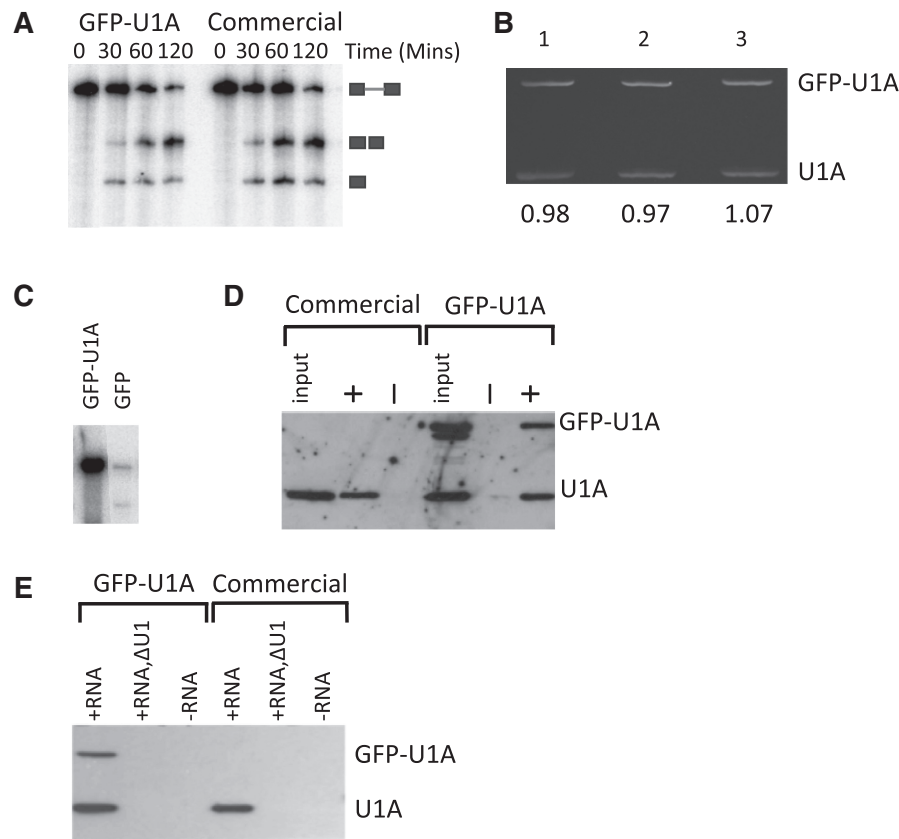 A
GFP-U1A Commercial
0 30 60 120 0 30 60 120 Time (Mins)
B
1 2 3
GFP-U1A
U1A
0.98 0.97 1.07
C
GFP-U1A GFP
D
Commercial GFP-U1A
input + – input – +
GFP-U1A
U1A
E
GFP-U1A Commercial
+RNA +RNA,ΔU1 -RNA +RNA +RNA,ΔU1 -RNA
GFP-U1A
U1A